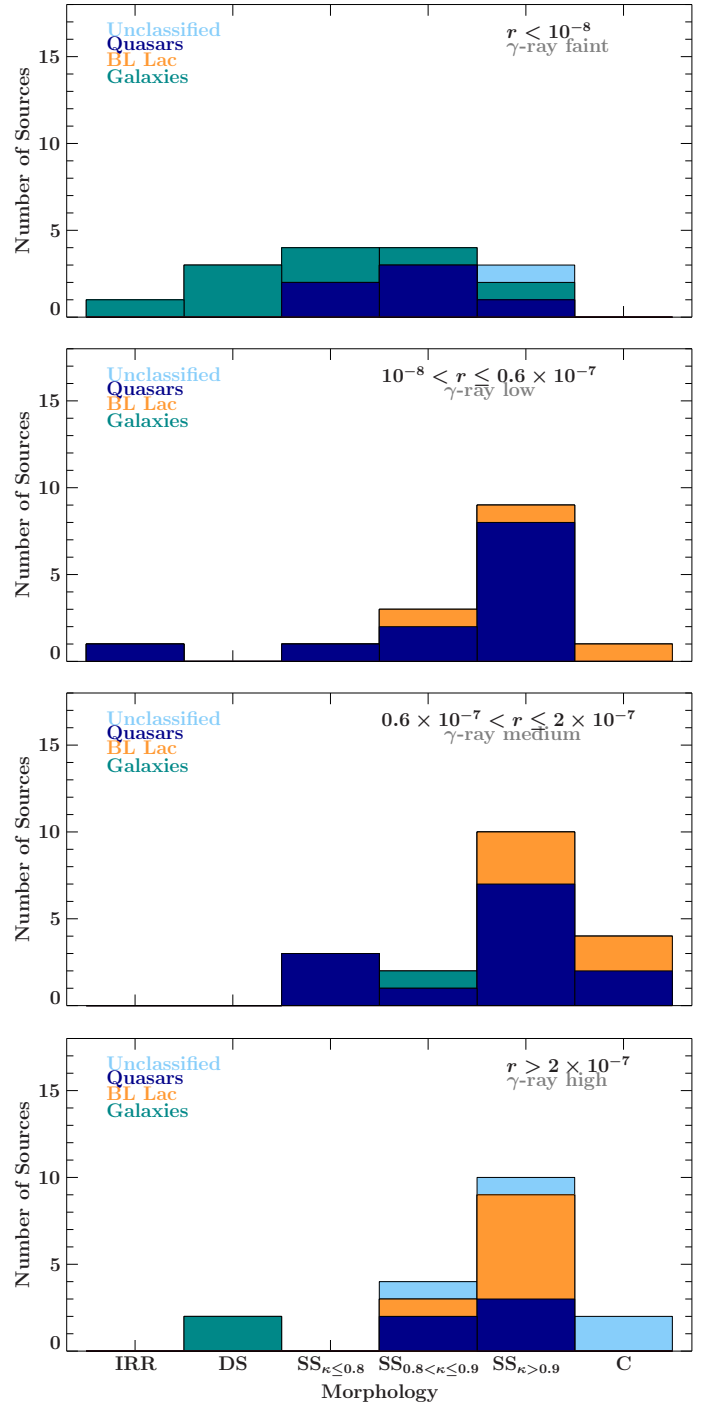 Unclassified
Quasars
BL Lac
Galaxies
r < 10⁻⁸
γ-ray faint
15
10
5
0
Number of Sources
Unclassified
Quasars
BL Lac
Galaxies
10⁻⁸ < r ≤ 0.6 × 10⁻⁷
γ-ray low
15
10
5
0
Number of Sources
Unclassified
Quasars
BL Lac
Galaxies
0.6 × 10⁻⁷ < r ≤ 2 × 10⁻⁷
γ-ray medium
15
10
5
0
Number of Sources
Unclassified
Quasars
BL Lac
Galaxies
r > 2 × 10⁻⁷
γ-ray high
15
10
5
0
Number of Sources
IRR DS SS_κ≤0.8 SS_0.8<κ≤0.9 SS_κ>0.9 C
Morphology